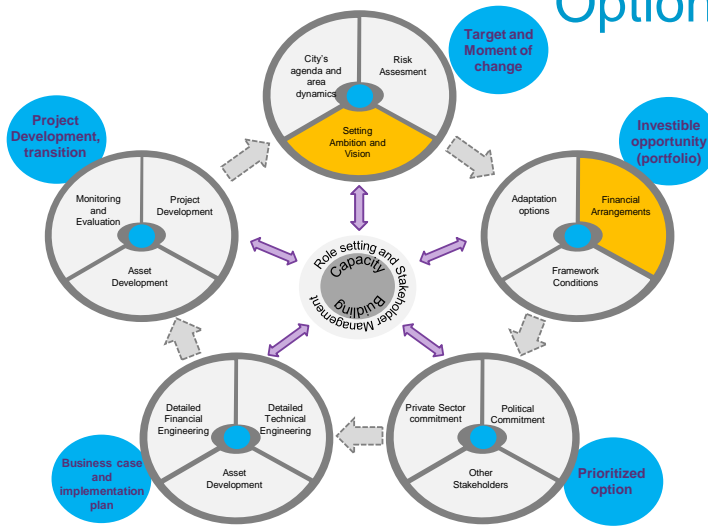 Option
Target and
Moment of
change
City's
agenda and
area
dynamics
Risk
Assesment
Setting
Ambition and
Vision
Project
Development,
transition
Monitoring
and
Evaluation
Project
Development
Asset
Development
Investible
opportunity
(portfolio)
Adaptation
options
Financial
Arrangements
Framework
Conditions
Role setting and Stakeholder Management
Capacity
Buidling
Detailed
Financial
Engineering
Detailed
Technical
Engineering
Asset
Development
Business case
and
implementation
plan
Private Sector
commitment
Political
Commitment
Other
Stakeholders
Prioritized
option